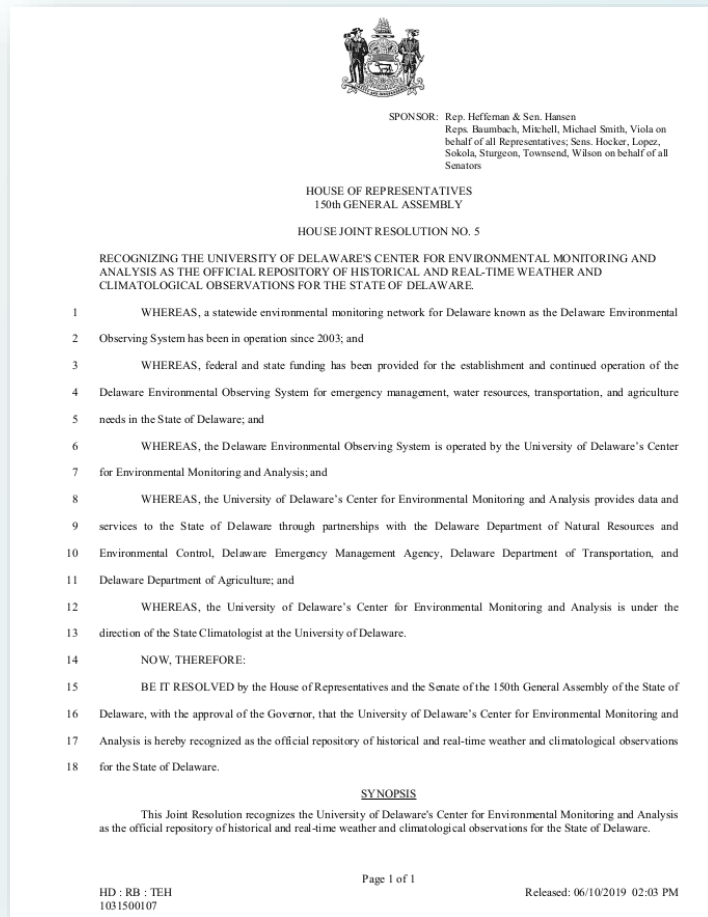 SPONSOR: Rep. Heffernan & Sen. Hansen
Reps. Baumbach, Mitchell, Michael Smith, Viola on
behalf of all Representatives; Sens. Hocker, Lopez,
Sokola, Sturgeon, Townsend, Wilson on behalf of all
Senators
HOUSE OF REPRESENTATIVES
150th GENERAL ASSEMBLY
HOUSE JOINT RESOLUTION NO. 5
RECOGNIZING THE UNIVERSITY OF DELAWARE'S CENTER FOR ENVIRONMENTAL MONITORING AND
ANALYSIS AS THE OFFICIAL REPOSITORY OF HISTORICAL AND REAL-TIME WEATHER AND
CLIMATOLOGICAL OBSERVATIONS FOR THE STATE OF DELAWARE.
1 WHEREAS, a statewide environmental monitoring network for Delaware known as the Delaware Environmental
2 Observing System has been in operation since 2003; and
3 WHEREAS, federal and state funding has been provided for the establishment and continued operation of the
4 Delaware Environmental Observing System for emergency management, water resources, transportation, and agriculture
5 needs in the State of Delaware; and
6 WHEREAS, the Delaware Environmental Observing System is operated by the University of Delaware's Center
7 for Environmental Monitoring and Analysis; and
8 WHEREAS, the University of Delaware's Center for Environmental Monitoring and Analysis provides data and
9 services to the State of Delaware through partnerships with the Delaware Department of Natural Resources and
10 Environmental Control, Delaware Emergency Management Agency, Delaware Department of Transportation, and
11 Delaware Department of Agriculture; and
12 WHEREAS, the University of Delaware's Center for Environmental Monitoring and Analysis is under the
13 direction of the State Climatologist at the University of Delaware.
14 NOW, THEREFORE:
15 BE IT RESOLVED by the House of Representatives and the Senate of the 150th General Assembly of the State of
16 Delaware, with the approval of the Governor, that the University of Delaware's Center for Environmental Monitoring and
17 Analysis is hereby recognized as the official repository of historical and real-time weather and climatological observations
18 for the State of Delaware.
SYNOPSIS
This Joint Resolution recognizes the University of Delaware's Center for Environmental Monitoring and Analysis
as the official repository of historical and real-time weather and climatological observations for the State of Delaware.
Page 1 of 1
HD : RB : TEH
Released: 06/10/2019 02:03 PM
1031500107